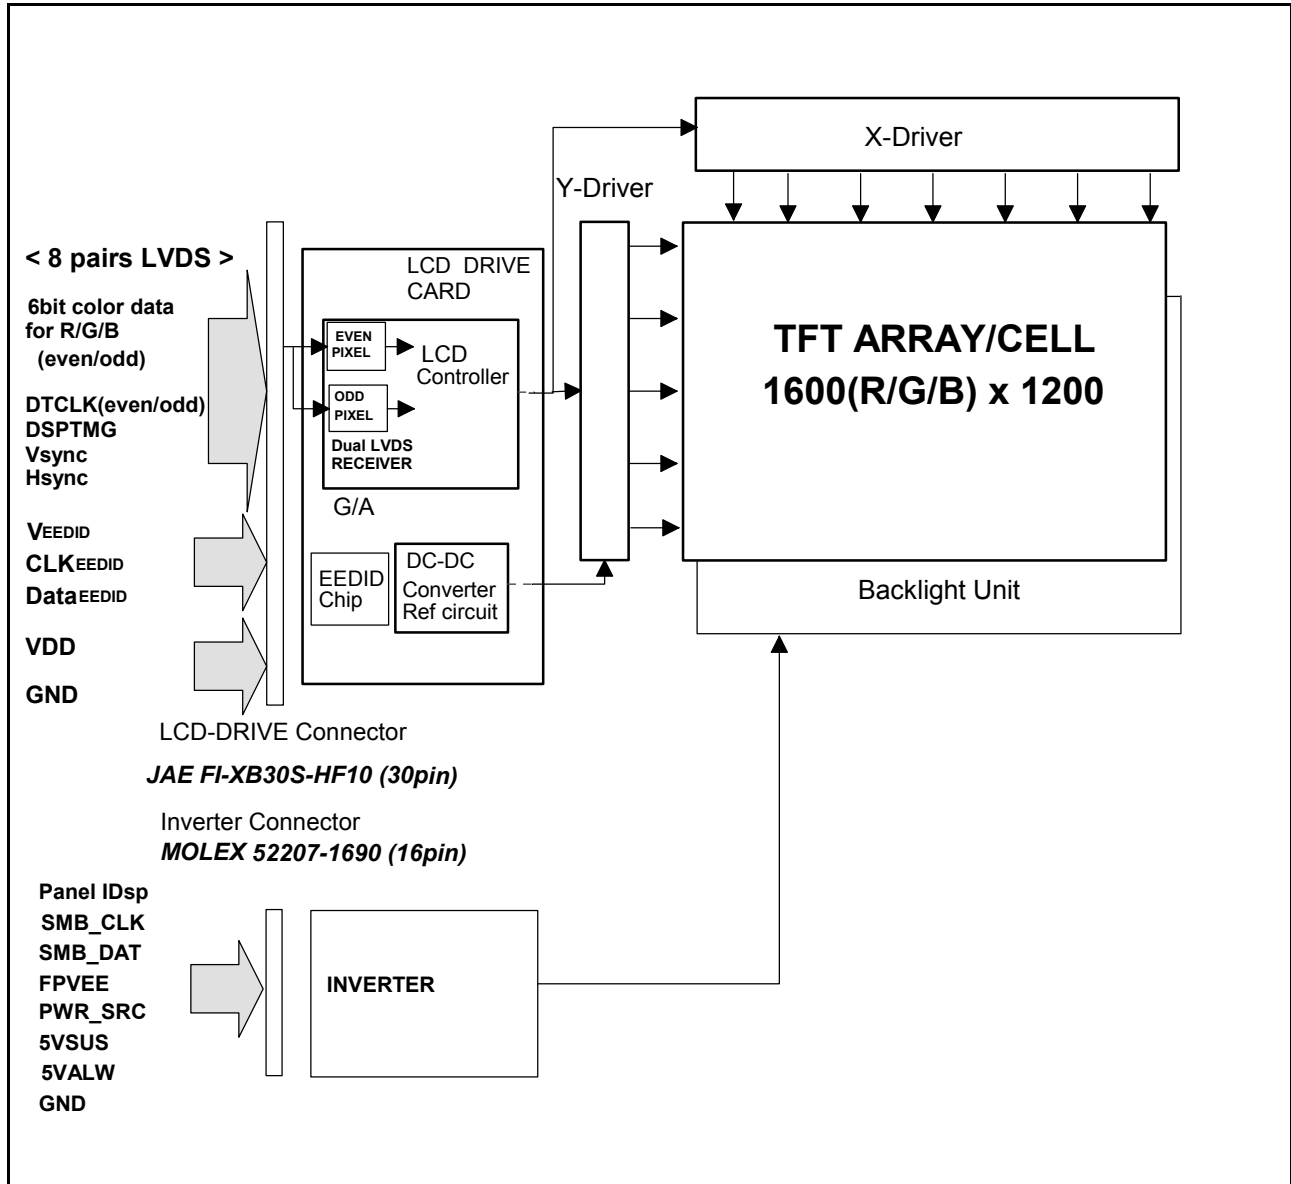 X-Driver
Y-Driver
< 8 pairs LVDS >
6bit color data
for R/G/B
(even/odd)
DTCLK(even/odd)
DSPTMG
Vsync
Hsync
VEEDID
CLKEEDID
DataEEDID
VDD
GND
LCD DRIVE
CARD
EVEN
PIXEL
LCD
Controller
ODD
PIXEL
Dual LVDS
RECEIVER
G/A
EEDID
Chip
DC-DC
Converter
Ref circuit
TFT ARRAY/CELL
1600(R/G/B) x 1200
Backlight Unit
LCD-DRIVE Connector
JAE FI-XB30S-HF10 (30pin)
Inverter Connector
MOLEX 52207-1690 (16pin)
Panel IDsp
SMB_CLK
SMB_DAT
FPVEE
PWR_SRC
5VSUS
5VALW
GND
INVERTER